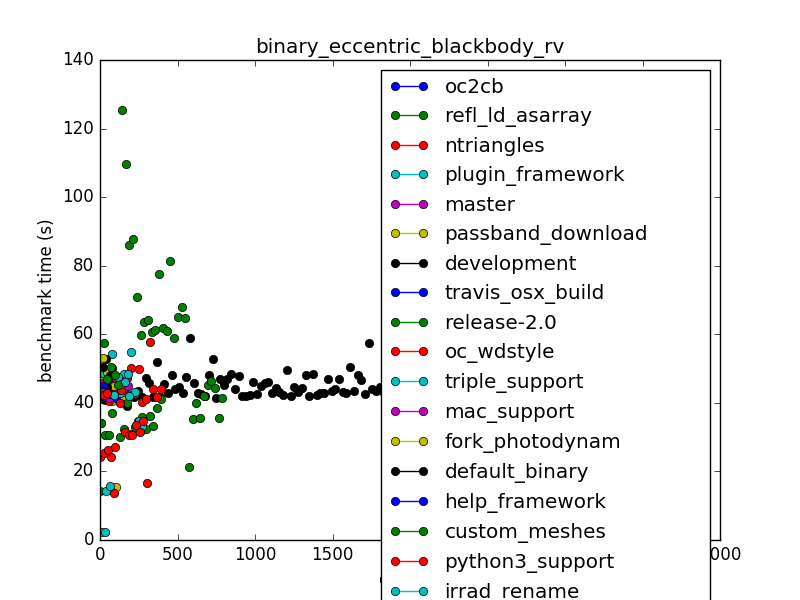 binary_eccentric_blackbody_rv
140
120
100
80
60
40
20
0
benchmark time (s)
0
500
1000
1500
000
oc2cb
refl_ld_asarray
ntriangles
plugin_framework
master
passband_download
development
travis_osx_build
release-2.0
oc_wdstyle
triple_support
mac_support
fork_photodynam
default_binary
help_framework
custom_meshes
python3_support
irrad_rename